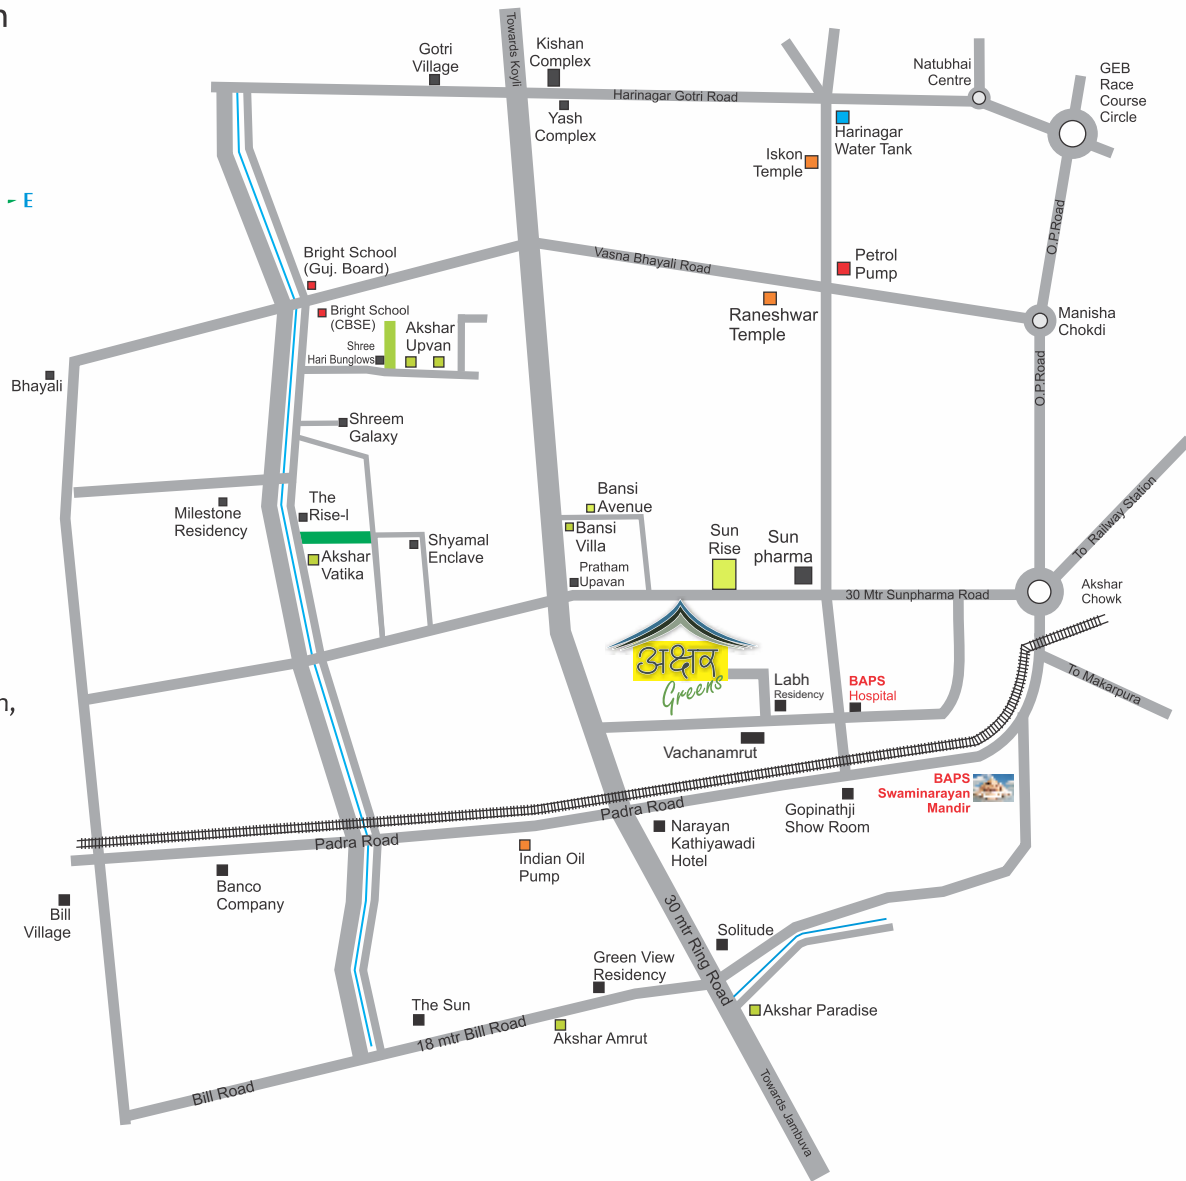 n
Towards Koyli
Gotri
Village
Kishan
Complex
Harinagar Gotri Road
Yash
Complex
Natubhai
Centre
GEB
Race
Course
Circle
Harinagar
Water Tank
Iskon
Temple
E
O.P.Road
Bright School
(Guj. Board)
Vasna Bhayali Road
Petrol
Pump
Bright School
(CBSE)
Akshar
Upvan
Shree
Hari Bunglows
Raneshwar
Temple
Manisha
Chokdi
O.P.Road
Bhayali
Shreem
Galaxy
Milestone
Residency
The
Rise-I
Bansi
Avenue
Bansi
Villa
Pratham
Upavan
Sun
Rise
Sun
pharma
To Railway Station
Akshar
Vatika
Shyamal
Enclave
30 Mtr Sunpharma Road
Akshar
Chowk
अक्षर
Greens
Labh
Residency
BAPS
Hospital
To Makarpura
n,
Vachanamrut
BAPS
Swaminarayan
Mandir
Padra Road
Padra Road
Gopinathji
Show Room
Narayan
Kathiyawadi
Hotel
Indian Oil
Pump
Banco
Company
Bill
Village
30 mtr Ring Road
Solitude
Green View
Residency
The Sun
18 mtr Bill Road
Akshar Amrut
Akshar Paradise
Bill Road
Towards Jambuva